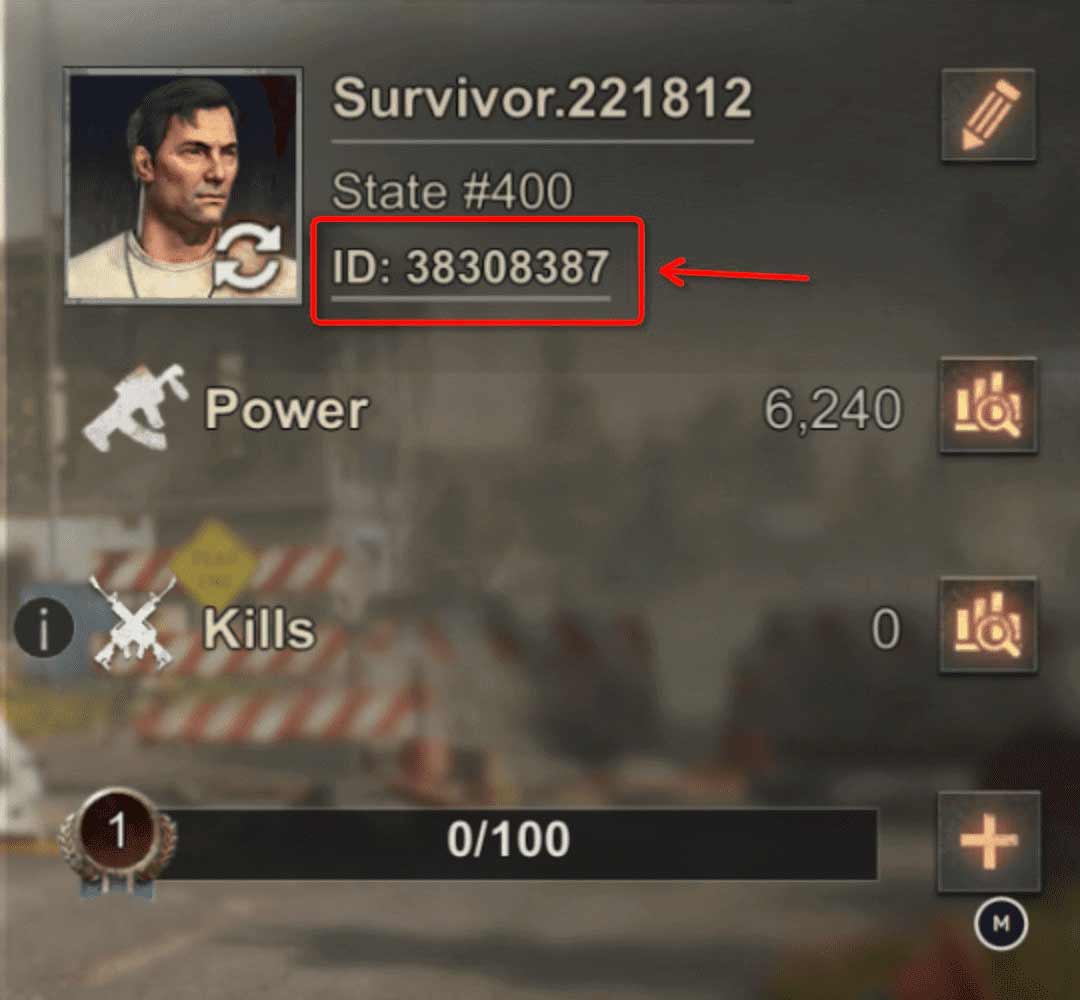 Survivor.221812
State #400
ID: 38308387
Power
6,240
i
Kills
0
1
0/100
M